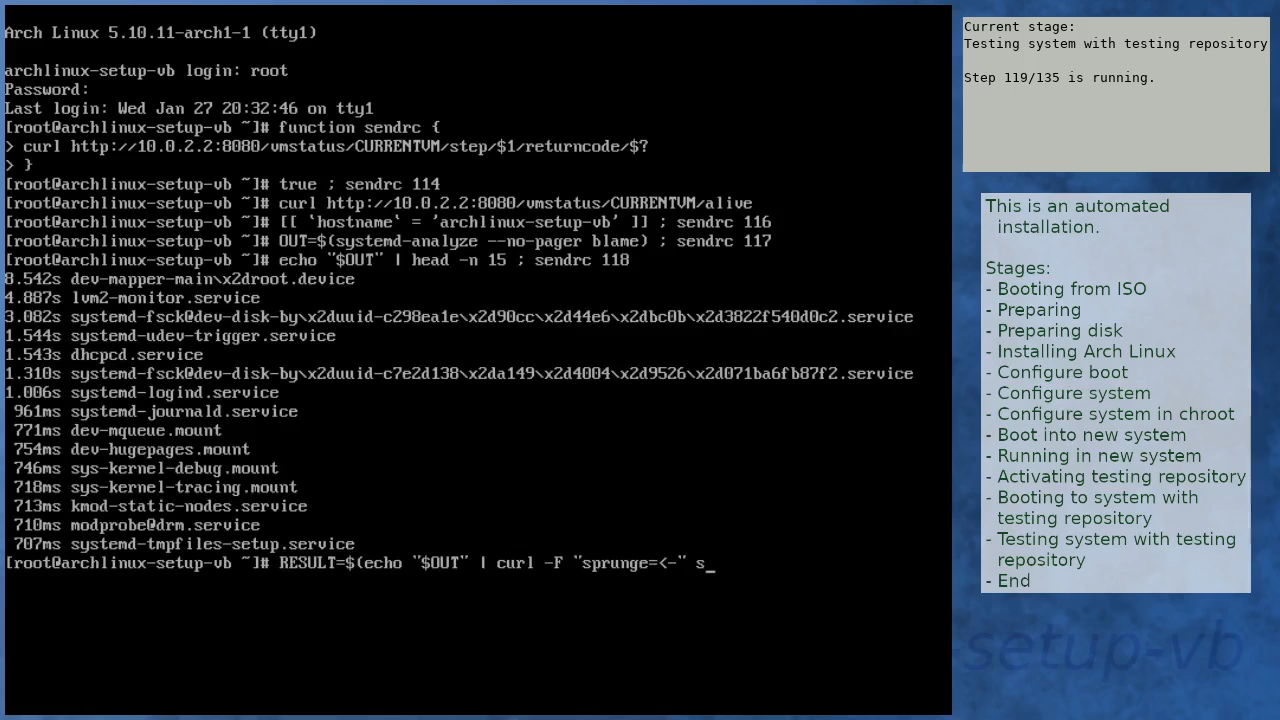 Arch Linux 5.10.11-arch1-1 (tty1)
archlinux-setup-vb login: root
Password:
Last login: Wed Jan 27 20:32:46 on tty1
[root@archlinux-setup-vb ~]# function sendrc {
> curl http://10.0.2.2:8080/vmstatus/CURRENTVM/step/$1/returncode/$?
> }
[root@archlinux-setup-vb ~]# true ; sendrc 114
[root@archlinux-setup-vb ~]# curl http://10.0.2.2:8080/vmstatus/CURRENTVM/alive
[root@archlinux-setup-vb ~]# [[ `hostname` = 'archlinux-setup-vb' ]] ; sendrc 116
[root@archlinux-setup-vb ~]# OUT=$(systemd-analyze --no-pager blame) ; sendrc 117
[root@archlinux-setup-vb ~]# echo "$OUT" | head -n 15 ; sendrc 118
8.542s dev-mapper-main\x2droot.device
4.887s lvm2-monitor.service
3.082s systemd-fsck@dev-disk-by\x2duuid-c298ea1e\x2d90cc\x2d44e6\x2dbc0b\x2d3822f540d0c2.service
1.544s systemd-udev-trigger.service
1.543s dhcpcd.service
1.310s systemd-fsck@dev-disk-by\x2duuid-c7e2d138\x2da149\x2d4004\x2d9526\x2d071ba6fb87f2.service
1.006s systemd-logind.service
961ms systemd-journald.service
771ms dev-mqueue.mount
754ms dev-hugepages.mount
746ms sys-kernel-debug.mount
718ms sys-kernel-tracing.mount
713ms kmod-static-nodes.service
710ms modprobe@drm.service
707ms systemd-tmpfiles-setup.service
[root@archlinux-setup-vb ~]# RESULT=$(echo "$OUT" | curl -F "sprunge=<-" s_
Current stage:
Testing system with testing repository
Step 119/135 is running.
This is an automated
installation.
Stages:
- Booting from ISO
- Preparing
- Preparing disk
- Installing Arch Linux
- Configure boot
- Configure system
- Configure system in chroot
- Boot into new system
- Running in new system
- Activating testing repository
- Booting to system with
testing repository
- Testing system with testing
repository
- End
setup-vb